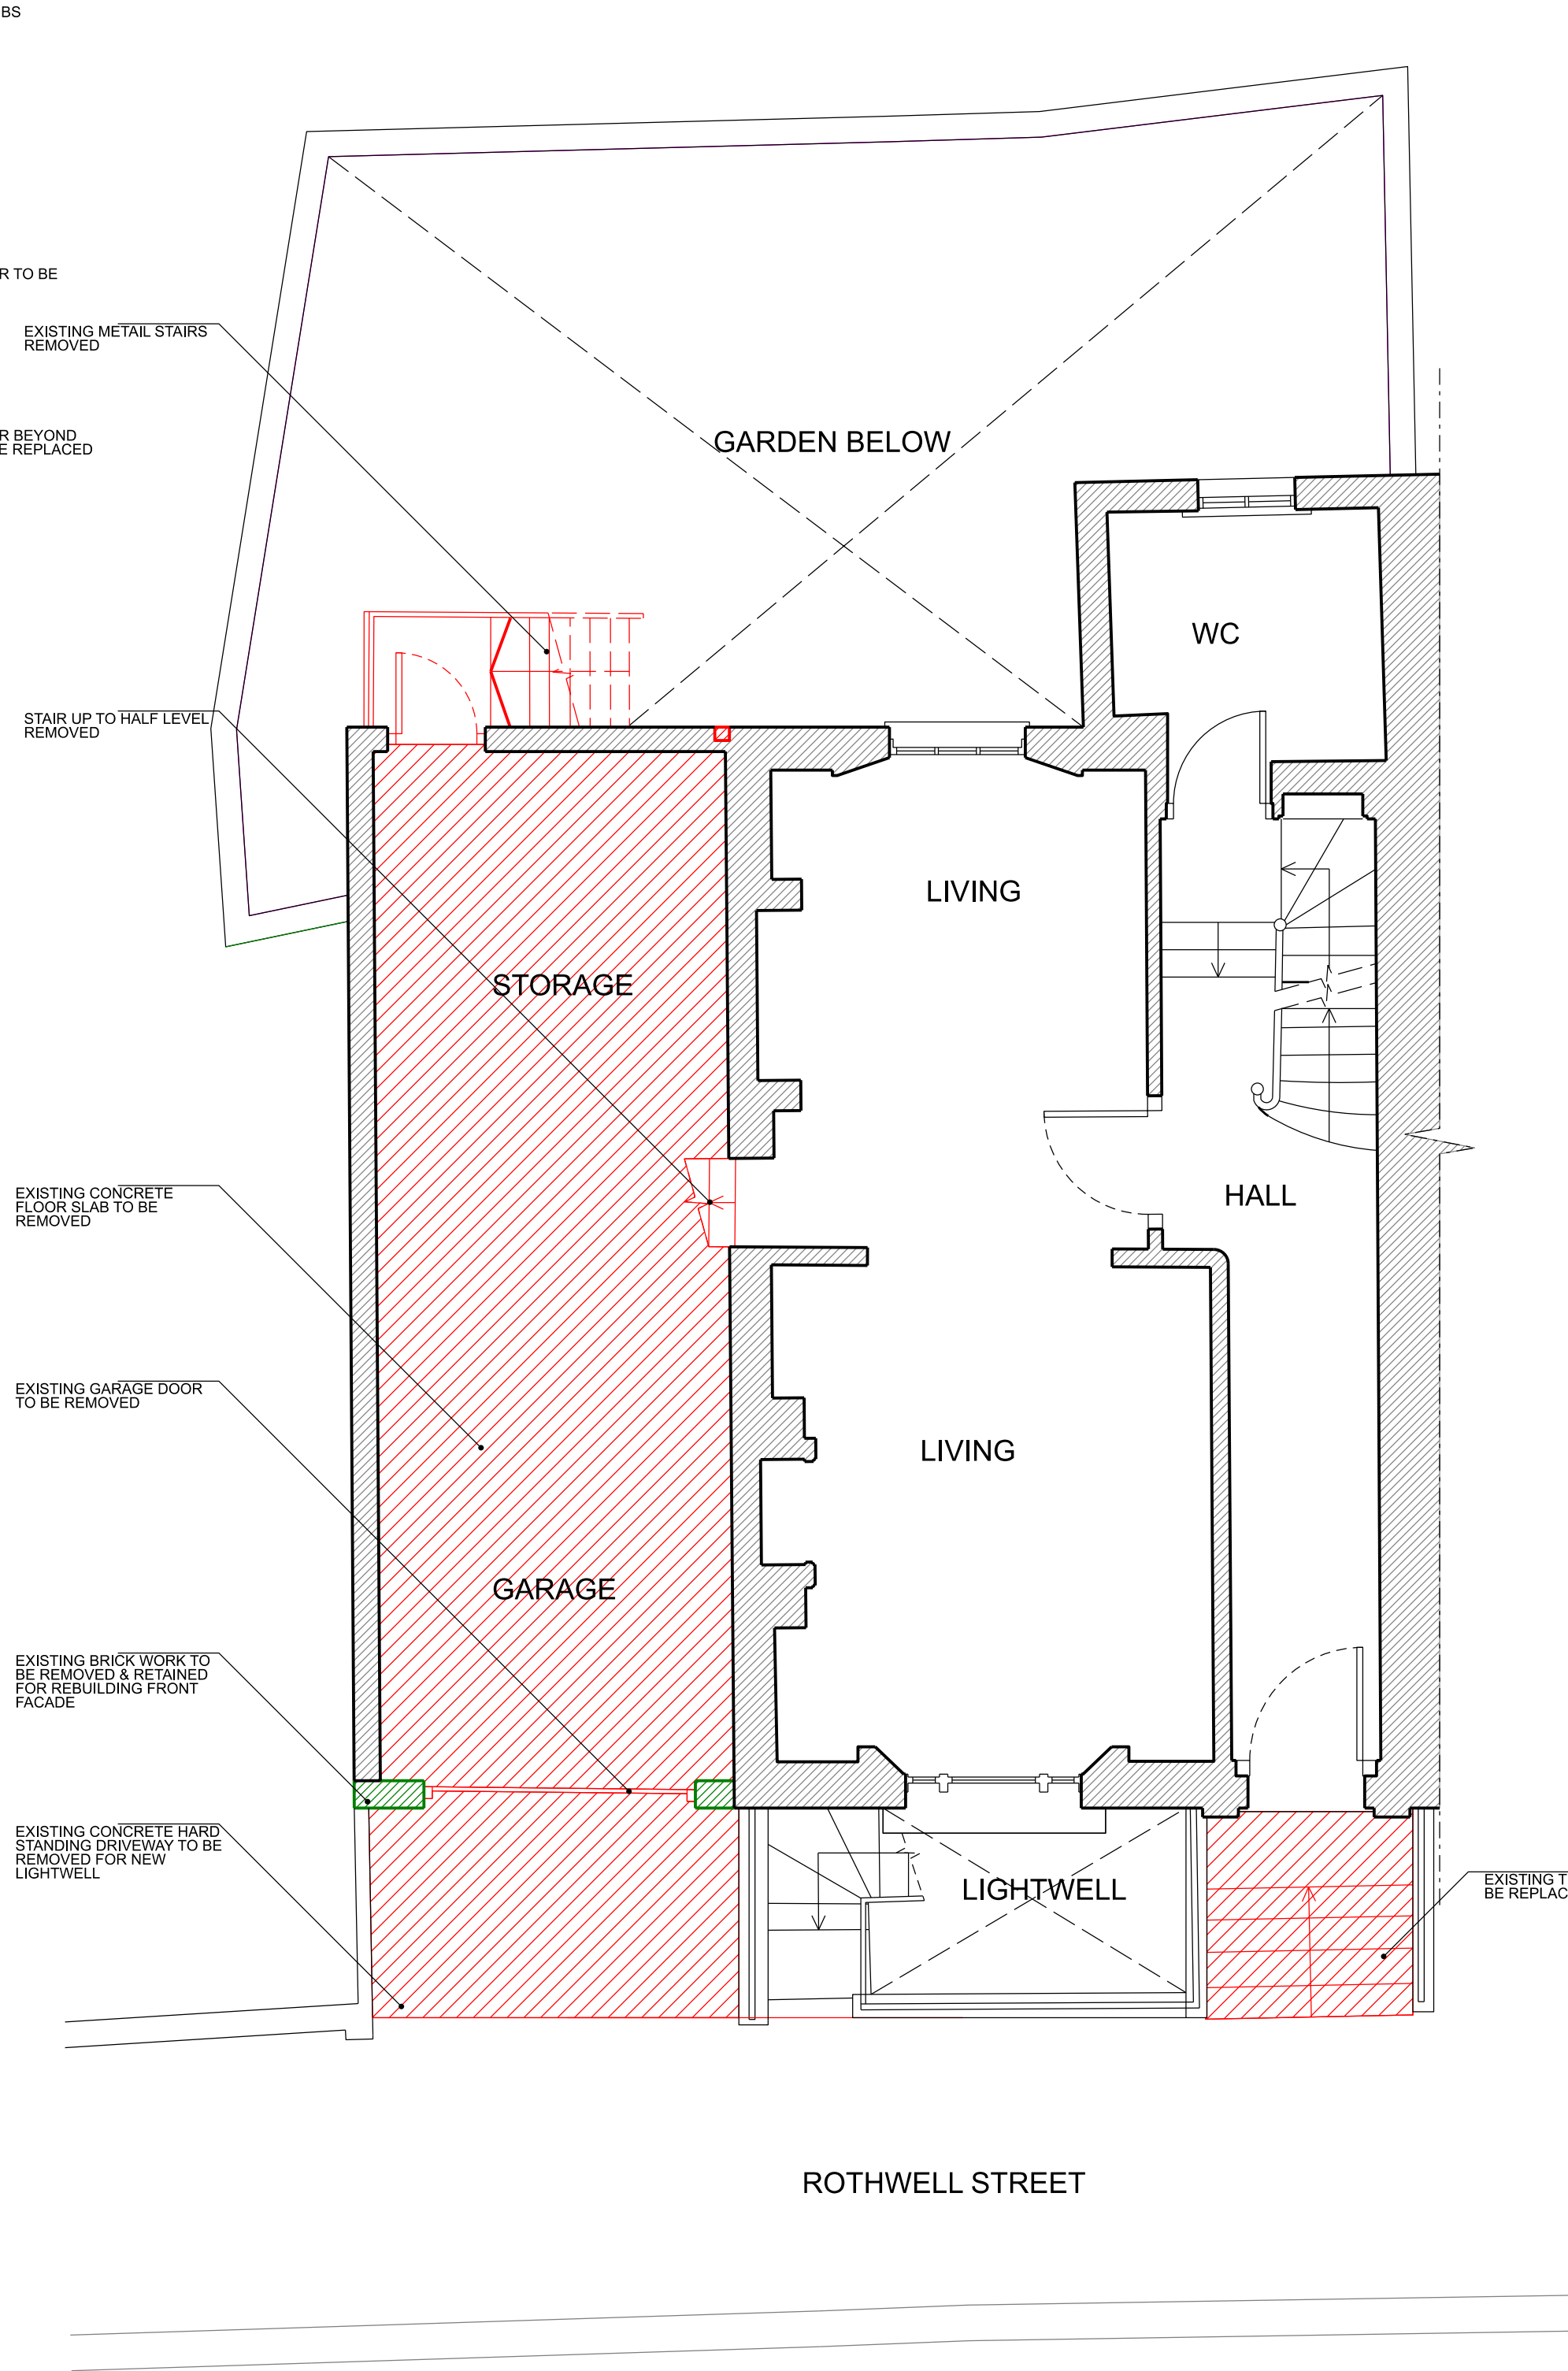 BS
R TO BE
EXISTING METAIL STAIRS
REMOVED
R BEYOND
E REPLACED
GARDEN BELOW
WC
STAIR UP TO HALF LEVEL
REMOVED
LIVING
STORAGE
EXISTING CONCRETE
FLOOR SLAB TO BE
REMOVED
HALL
EXISTING GARAGE DOOR
TO BE REMOVED
LIVING
GARAGE
EXISTING BRICK WORK TO
BE REMOVED & RETAINED
FOR REBUILDING FRONT
FACADE
EXISTING CONCRETE HARD
STANDING DRIVEWAY TO BE
REMOVED FOR NEW
LIGHTWELL
LIGHTWELL
EXISTING T
BE REPLAC
ROTHWELL STREET